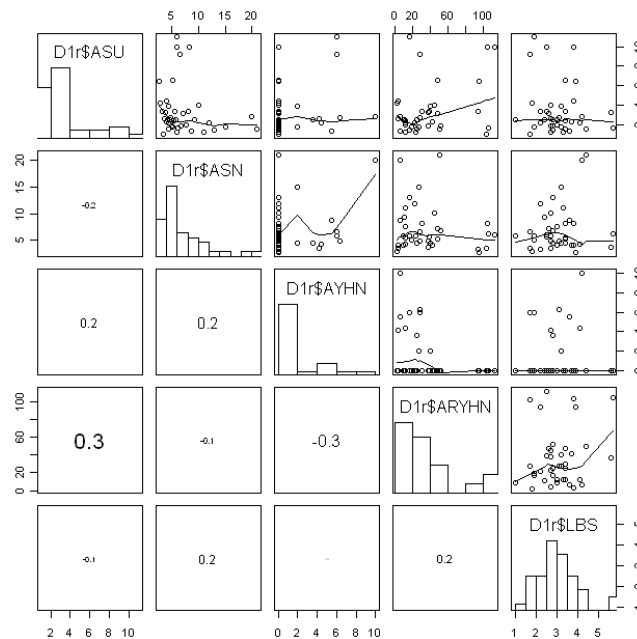 5 10 15 20
0 20 60 100
D1r$ASU
D1r$ASN
20
15
10
5
-0.2
D1r$AYHN
0.2
0.2
D1r$ARYHN
100
60
20
0
0.3
-0.1
-0.3
D1r$LBS
-0.1
0.2
0.2
2 4 6 8 10
0 2 4 6 8 10
1 2 3 4 5